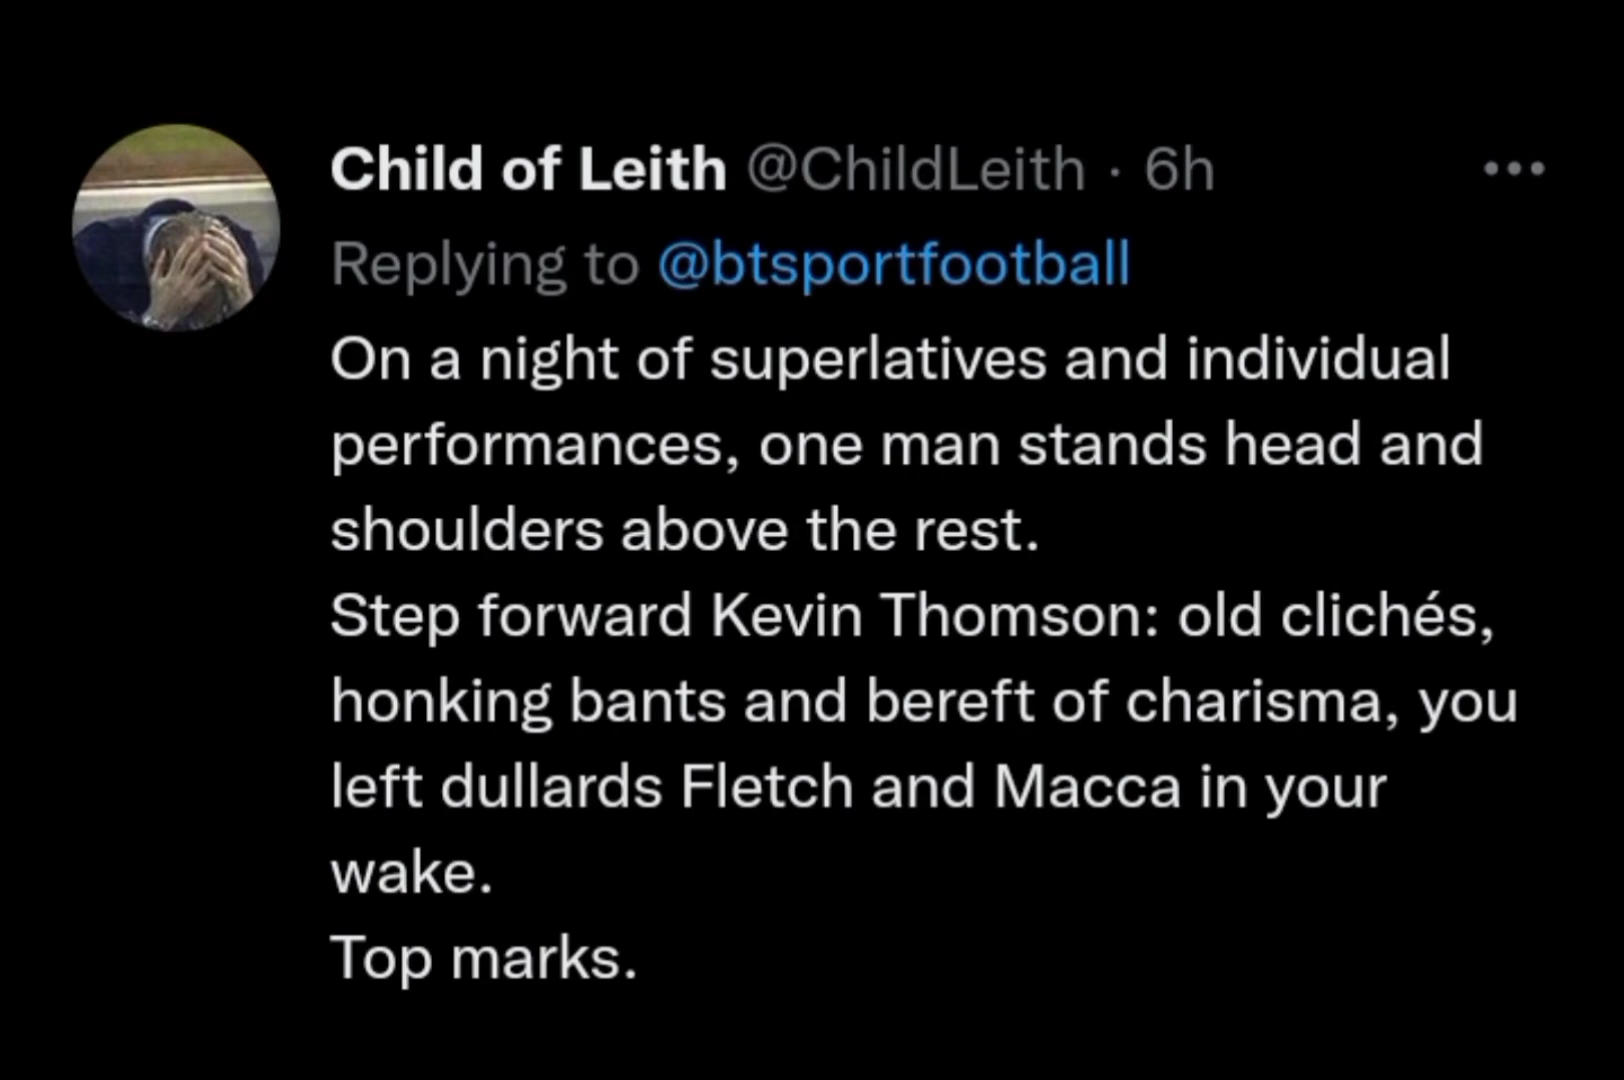 Child of Leith @ChildLeith · 6h
Replying to @btsportfootball
On a night of superlatives and individual
performances, one man stands head and
shoulders above the rest.
Step forward Kevin Thomson: old clichés,
honking bants and bereft of charisma, you
left dullards Fletch and Macca in your
wake.
Top marks.